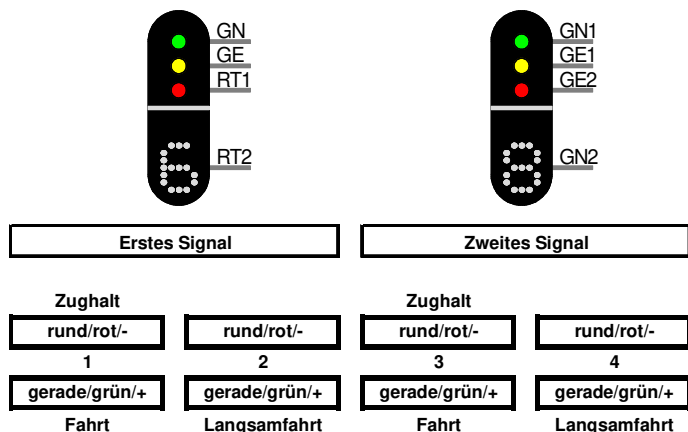 GN GN1
GE GE1
RT1 GE2
6 8
RT2 GN2
Erstes Signal Zweites Signal
Zughalt Zughalt
rund/rot/- rund/rot/- rund/rot/- rund/rot/-
1 2 3 4
gerade/grün/+ gerade/grün/+ gerade/grün/+ gerade/grün/+
Fahrt Langsamfahrt Fahrt Langsamfahrt